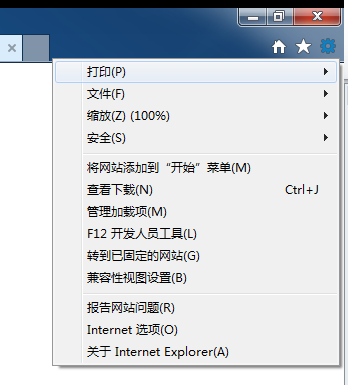 打印(P)
文件(F)
缩放(Z) (100%)
安全(S)
将网站添加到“开始”菜单(M)
查看下载(N) Ctrl+J
管理加载项(M)
F12 开发人员工具(L)
转到已固定的网站(G)
兼容性视图设置(B)
报告网站问题(R)
Internet 选项(O)
关于 Internet Explorer(A)